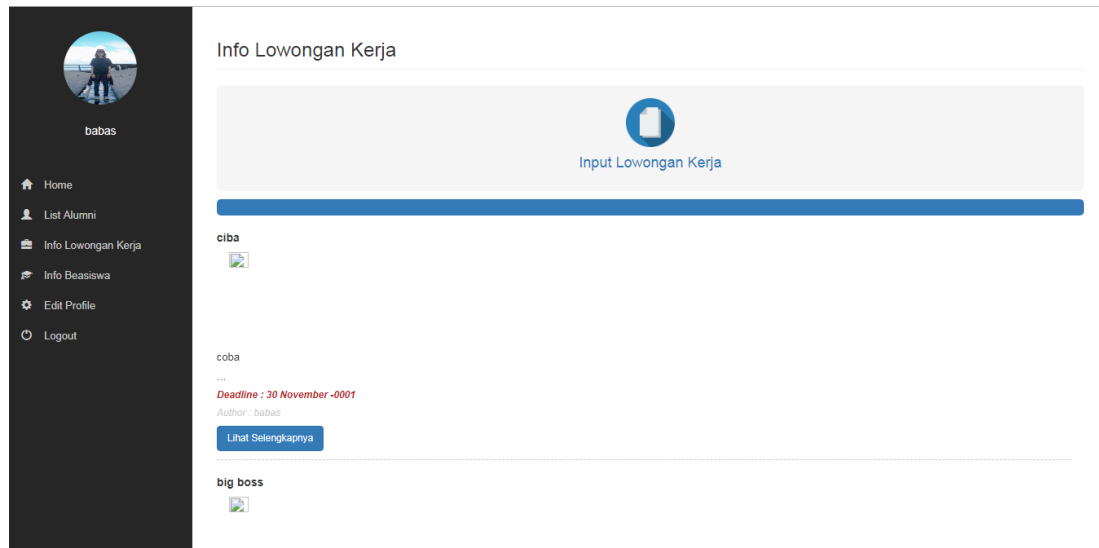 babas
Home
List Alumni
Info Lowongan Kerja
Info Beasiswa
Edit Profile
Logout
Info Lowongan Kerja
Input Lowongan Kerja
ciba
coba
...
Deadline : 30 November -0001
Author : babas
Lihat Selengkapnya
big boss